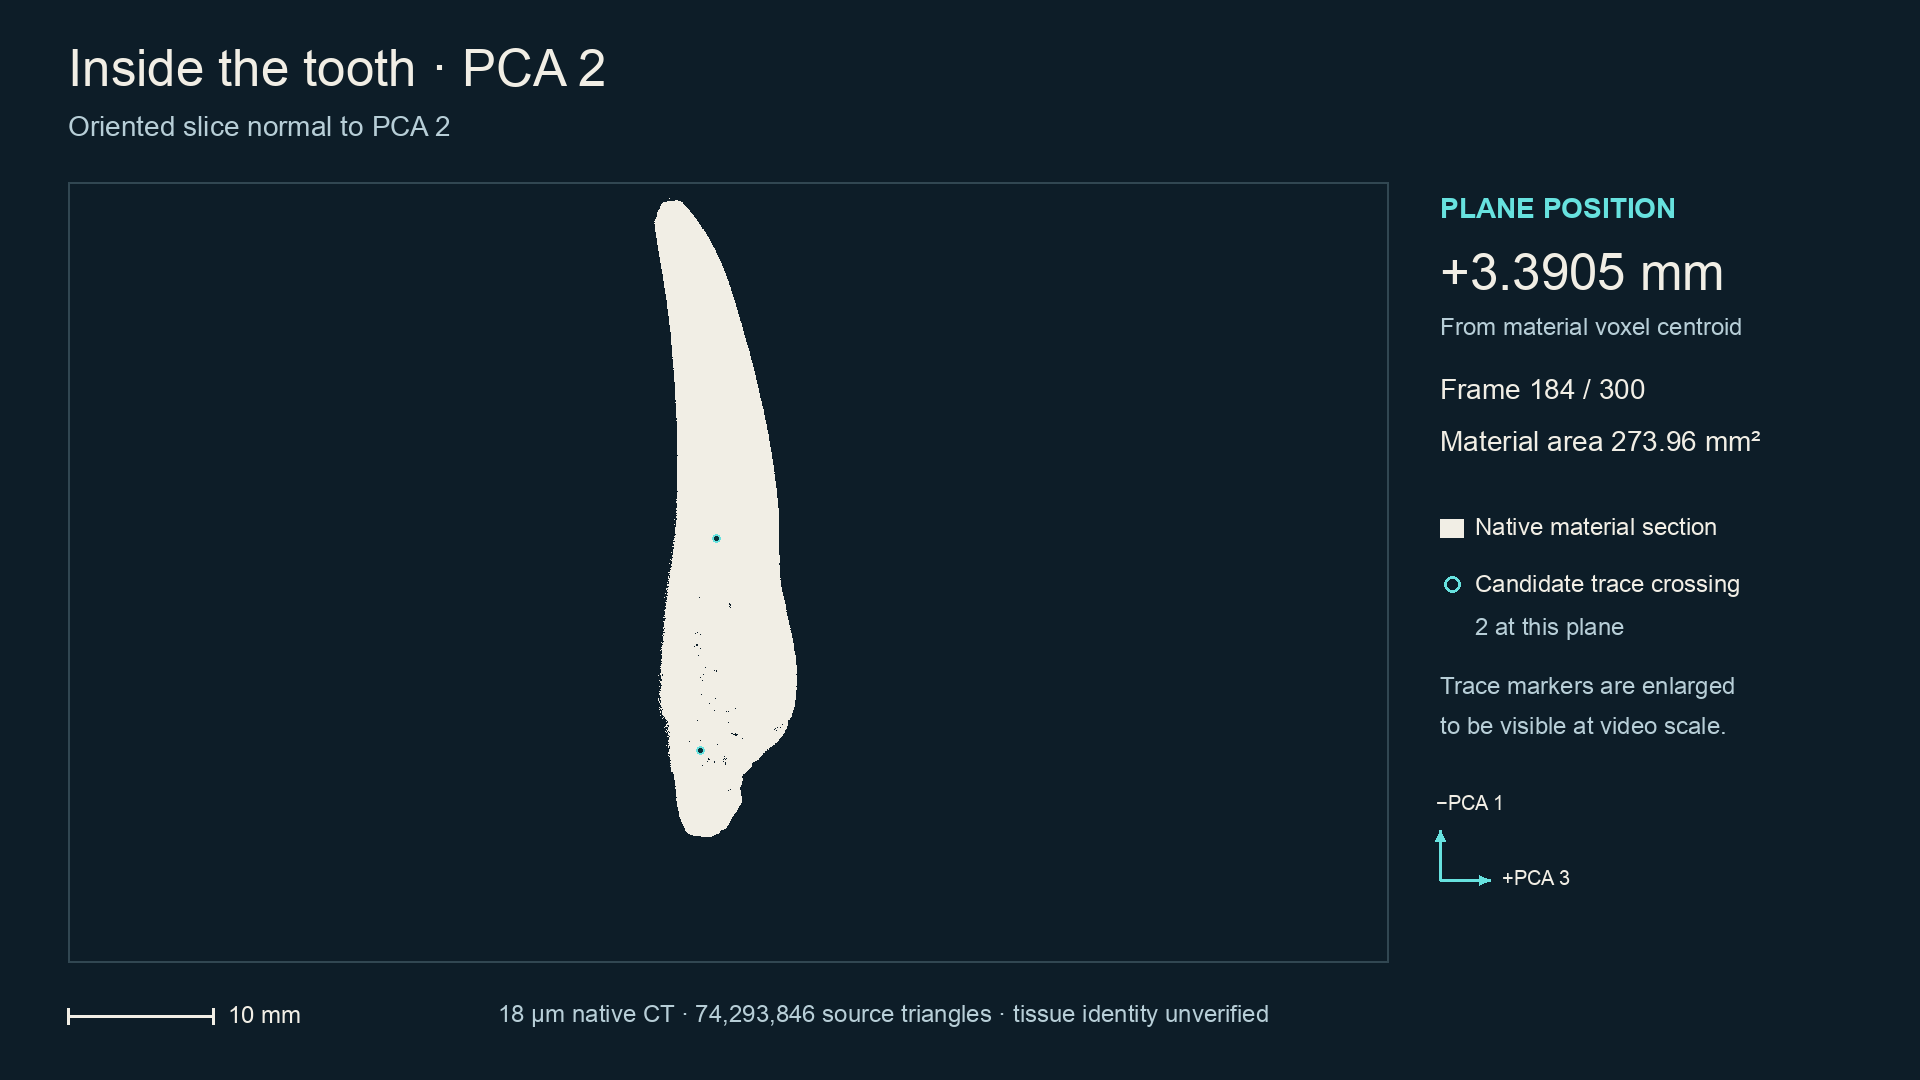 Inside the tooth · PCA 2
Oriented slice normal to PCA 2
PLANE POSITION
+3.3905 mm
From material voxel centroid
Frame 184 / 300
Material area 273.96 mm²
Native material section
Candidate trace crossing
2 at this plane
Trace markers are enlarged
to be visible at video scale.
−PCA 1
+PCA 3
10 mm
18 µm native CT · 74,293,846 source triangles · tissue identity unverified